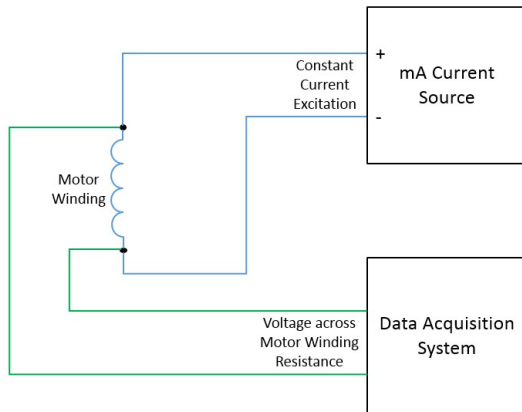 Constant
Current
Excitation
+
-
mA Current
Source
Motor
Winding
Voltage across
Motor Winding
Resistance
Data Acquisition
System